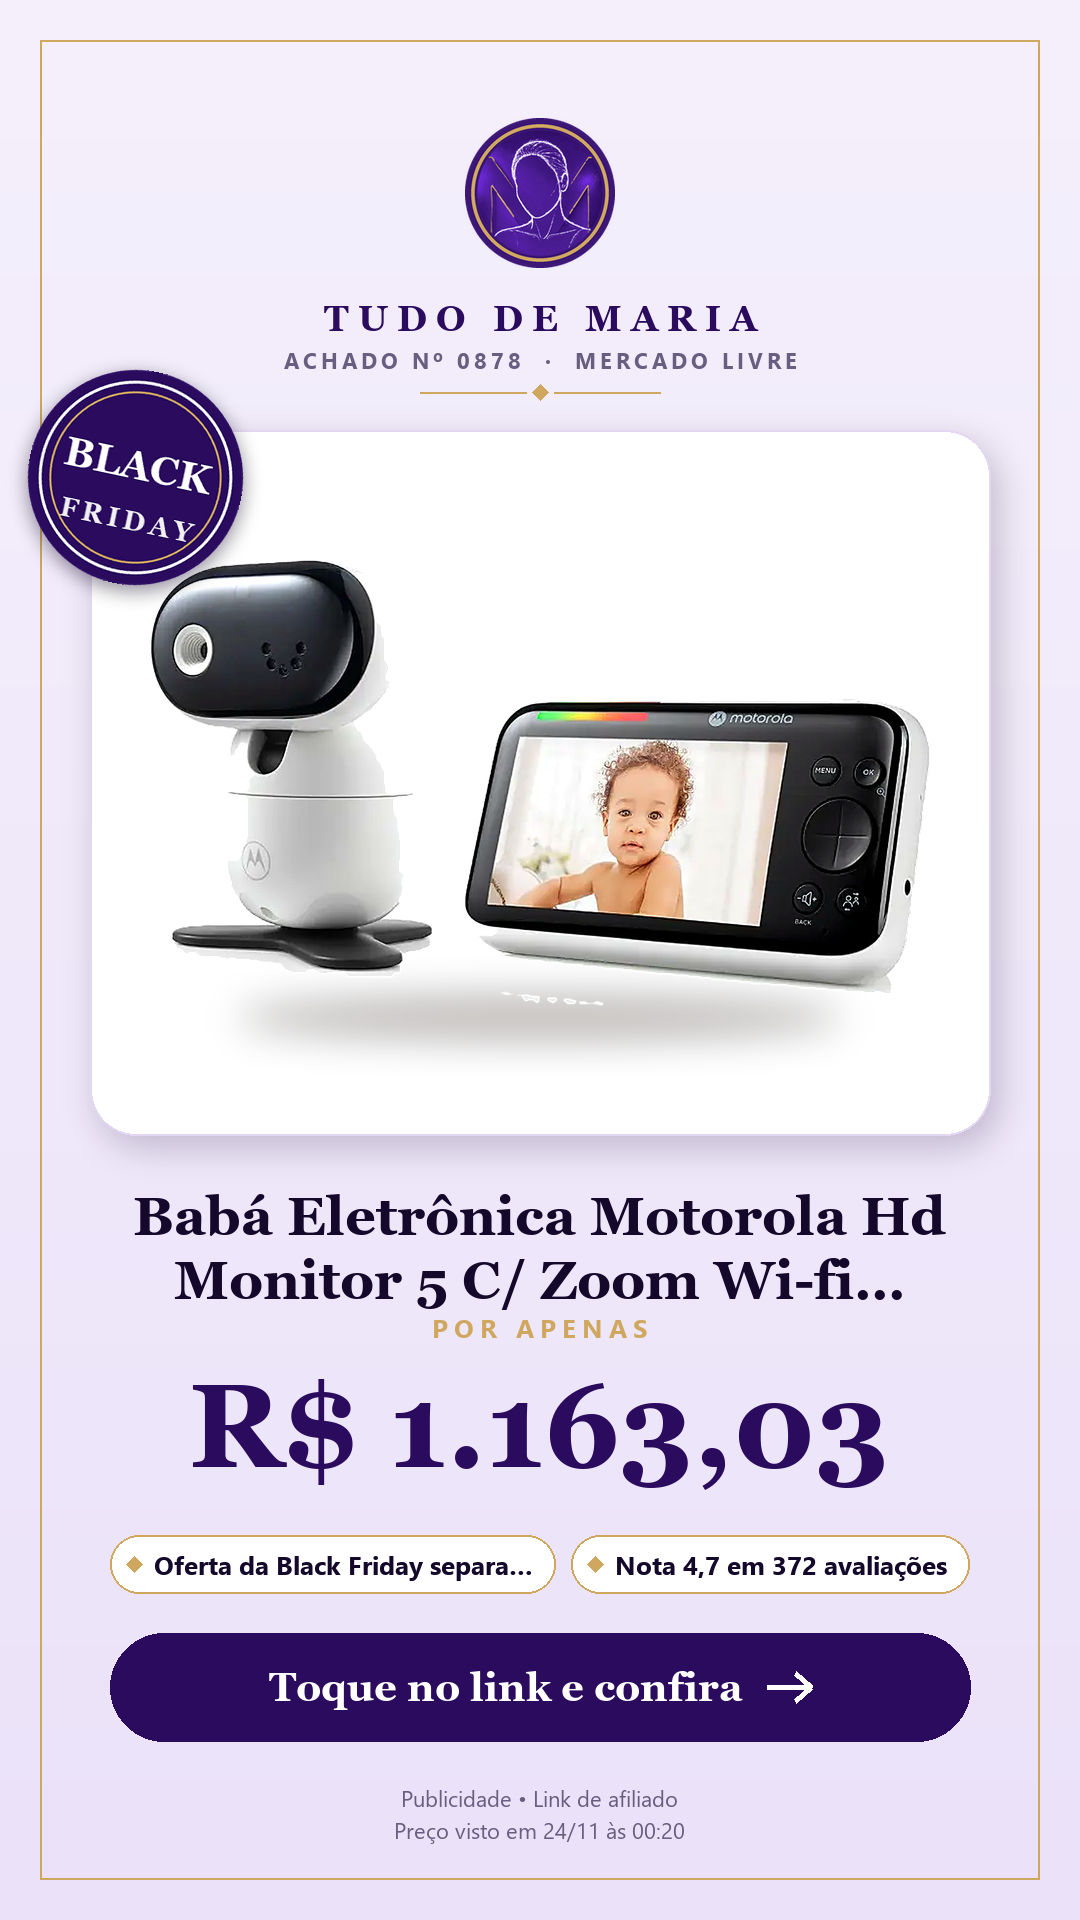 TUDO DE MARIA
ACHADO Nº 0878 · MERCADO LIVRE
BLACK
FRIDAY
motorola
MENU
OK
BACK
Babá Eletrônica Motorola Hd
Monitor 5 C/ Zoom Wi-fi...
POR APENAS
R$ 1.163,03
Oferta da Black Friday separa...
Nota 4,7 em 372 avaliações
Toque no link e confira →
Publicidade • Link de afiliado
Preço visto em 24/11 às 00:20